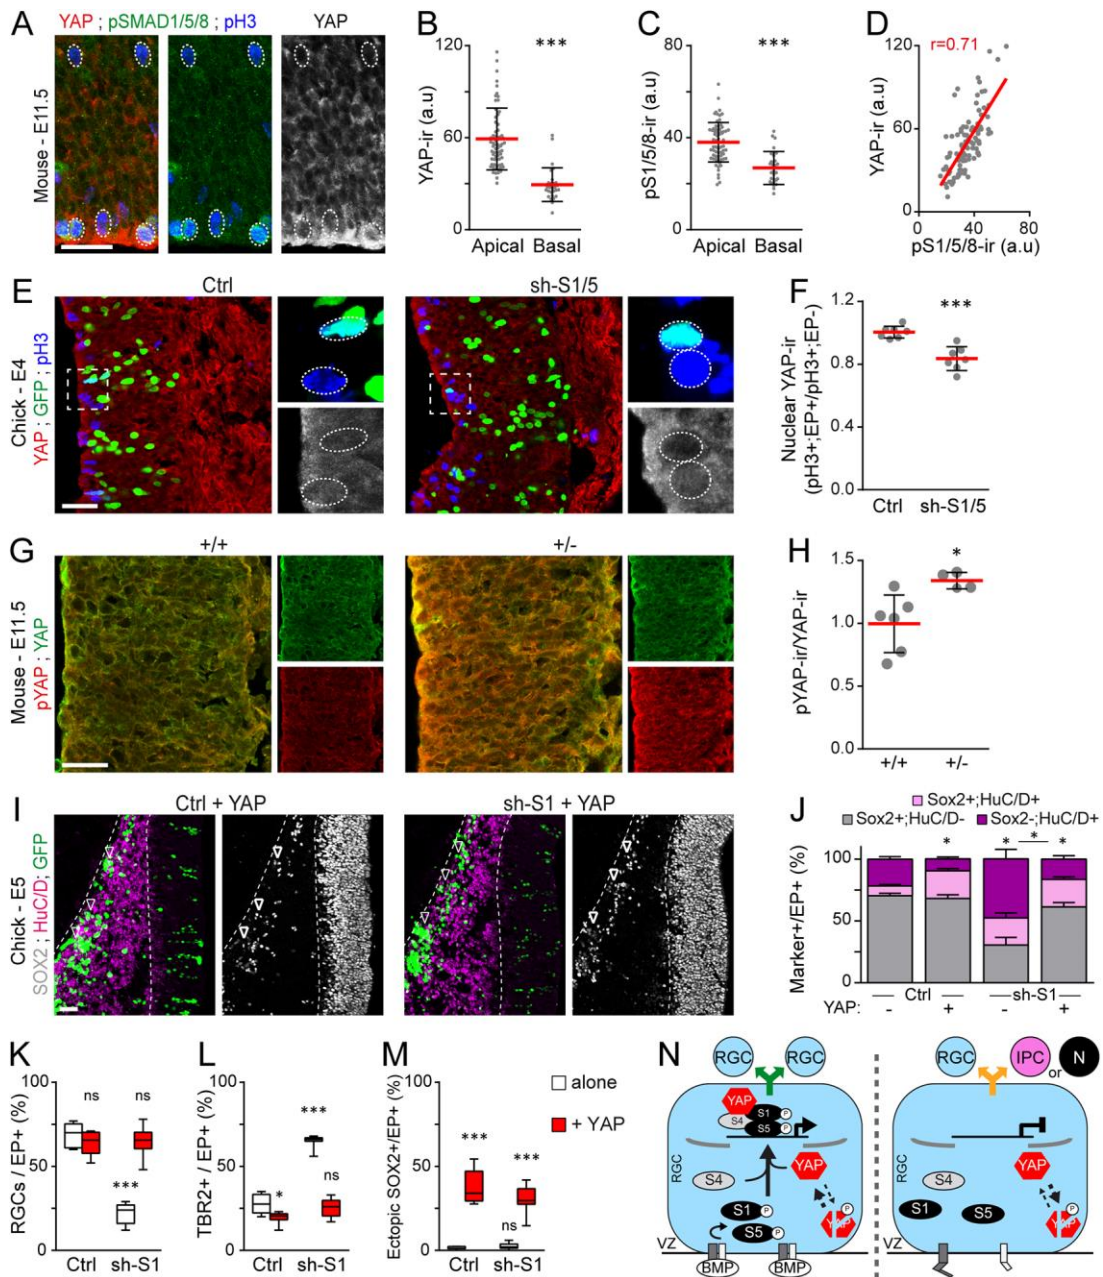 A
YAP ; pSMAD1/5/8 ; pH3
YAP
Mouse - E11.5
B
YAP-ir (a.u)
120
60
0
***
Apical
Basal
C
pS1/5/8-ir (a.u)
80
40
0
***
Apical
Basal
D
YAP-ir (a.u)
120
60
0
r=0.71
0
40
80
pS1/5/8-ir (a.u)
E
Ctrl
sh-S1/5
Chick - E4
YAP ; GFP ; pH3
F
Nuclear YAP-ir
(pH3+;EP+/pH3+;EP-)
1.2
0.8
0.4
0.0
***
Ctrl
sh-S1/5
G
+/+
+/-
Mouse - E11.5
pYAP ; YAP
H
pYAP-ir/YAP-ir
1.5
1.0
0.5
0.0
*
+/+
+/-
I
Ctrl + YAP
sh-S1 + YAP
Chick - E5
SOX2 ; HuC/D ; GFP
J
Sox2+;HuC/D+
Sox2+;HuC/D-
Sox2-;HuC/D+
Marker+/EP+ (%)
100
50
0
*
*
*
*
Ctrl
sh-S1
YAP:
-
+
-
+
K
RGCs / EP+ (%)
100
50
0
ns
***
ns
Ctrl
sh-S1
L
TBR2+ / EP+ (%)
100
50
0
*
***
ns
Ctrl
sh-S1
M
Ectopic SOX2+/EP+ (%)
100
50
0
***
ns
***
Ctrl
sh-S1
alone
+ YAP
N
RGC
RGC
YAP
S4
S1
P
S5
P
RGC
S4
YAP
S1
P
S5
P
YAP
P
VZ
BMP
BMP
RGC
IPC
or
N
RGC
S4
YAP
S1
S5
YAP
P
VZ